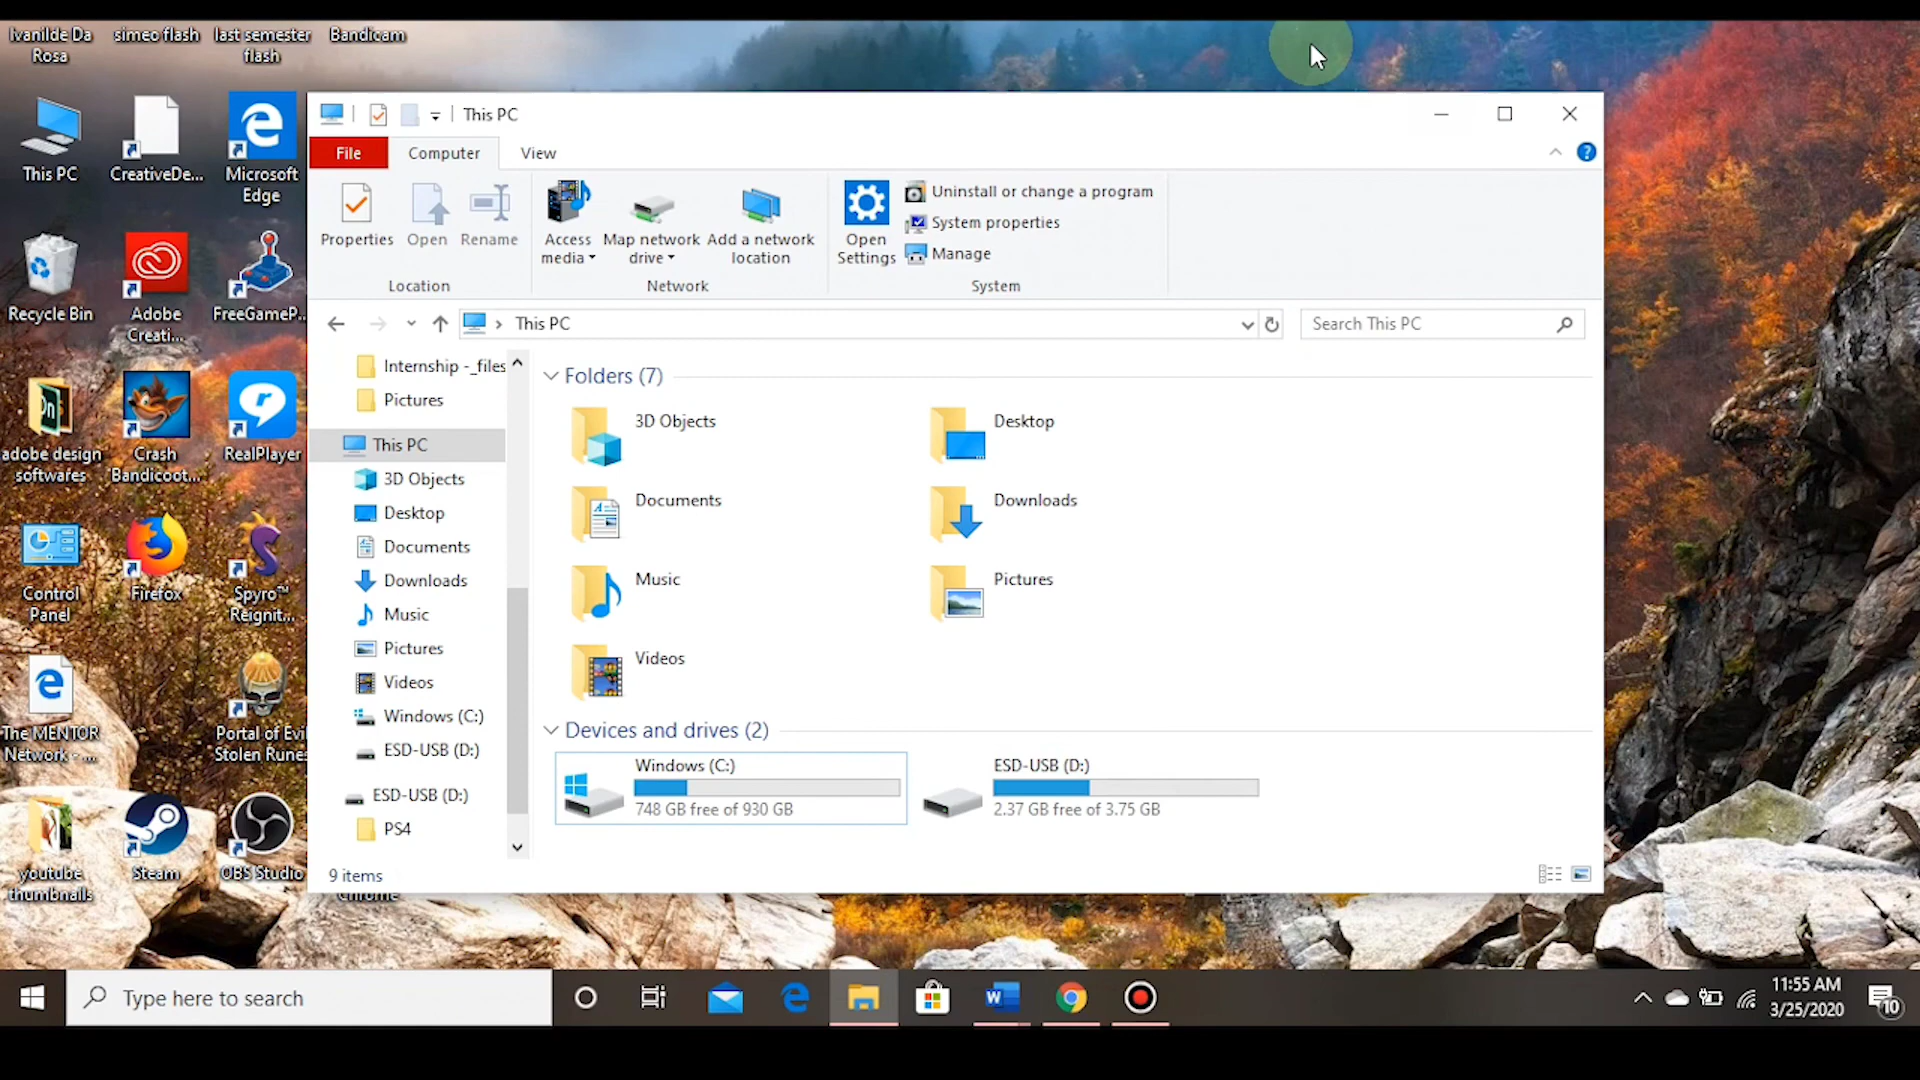 Ivanilde Da
Rosa
simeo flash
last semester
flash
Bandicam
This PC
CreativeDe...
Microsoft
Edge
Recycle Bin
Adobe
Creati...
FreeGameP...
adobe design
softwares
Crash
Bandicoot...
RealPlayer
Control
Panel
Firefox
Spyro™
Reignit...
The MENTOR
Network -...
Portal of Evil
Stolen Runes
youtube
thumbnails
Steam
OBS Studio
Chrome
This PC
File
Computer
View
Properties
Open
Rename
Location
Access
media
Map network
drive
Add a network
location
Network
Open
Settings
Uninstall or change a program
System properties
Manage
System
This PC
Search This PC
Internship -_files
Pictures
This PC
3D Objects
Desktop
Documents
Downloads
Music
Pictures
Videos
Windows (C:)
ESD-USB (D:)
ESD-USB (D:)
PS4
Folders (7)
3D Objects
Desktop
Documents
Downloads
Music
Pictures
Videos
Devices and drives (2)
Windows (C:)
748 GB free of 930 GB
ESD-USB (D:)
2.37 GB free of 3.75 GB
9 items
Type here to search
11:55 AM
3/25/2020
10